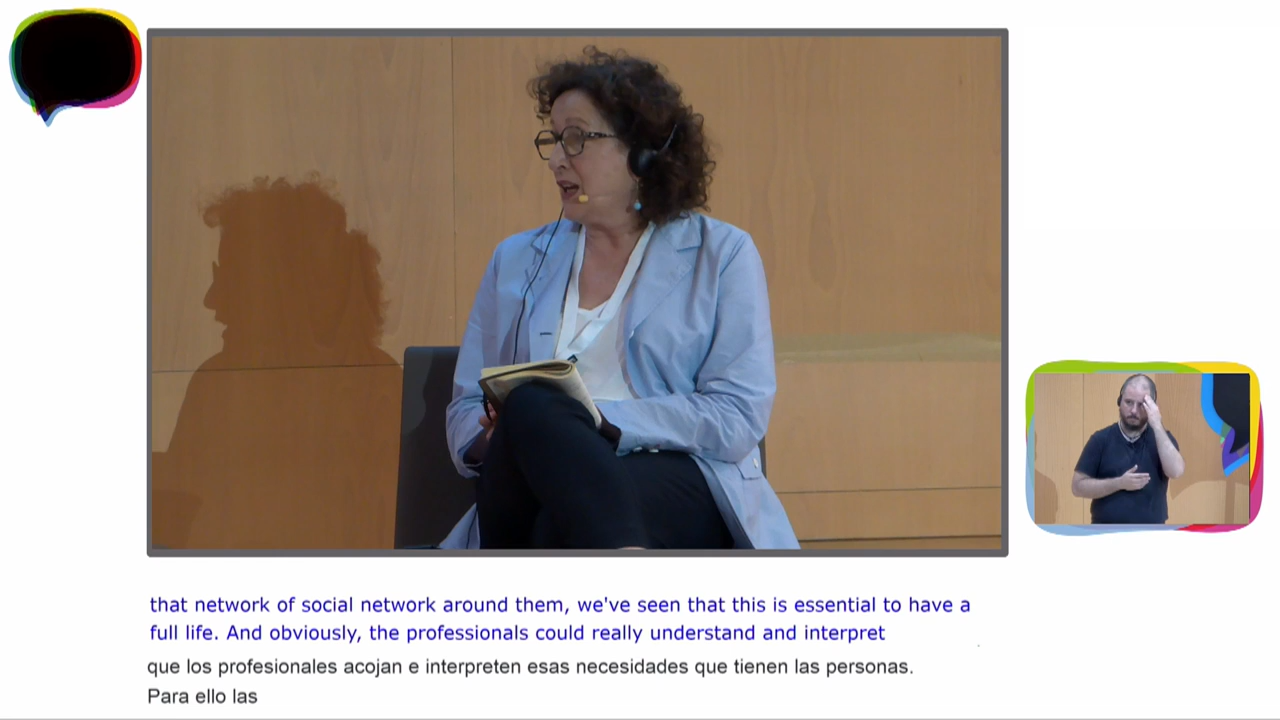 that network of social network around them, we've seen that this is essential to have a
full life. And obviously, the professionals could really understand and interpret
que los profesionales acojan e interpreten esas necesidades que tienen las personas.
Para ello las